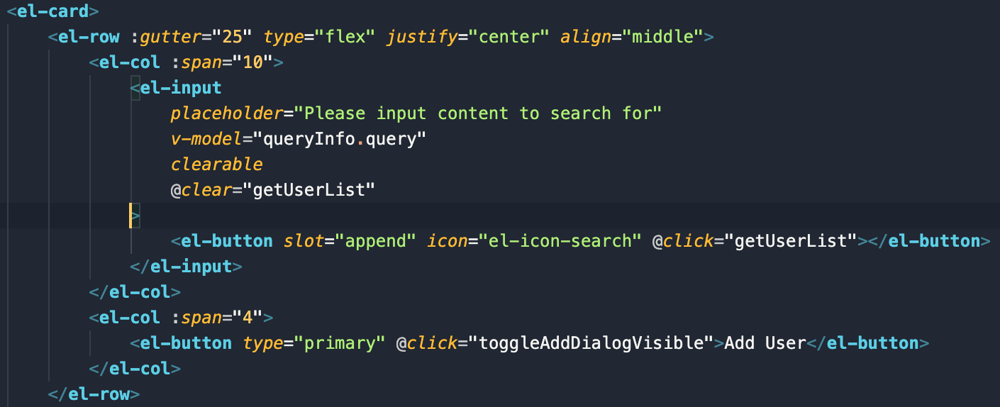 <el-card>
    <el-row :gutter="25" type="flex" justify="center" align="middle">
        <el-col :span="10">
            <el-input
                placeholder="Please input content to search for"
                v-model="queryInfo.query"
                clearable
                @clear="getUserList"
            >
                <el-button slot="append" icon="el-icon-search" @click="getUserList"></el-button>
            </el-input>
        </el-col>
        <el-col :span="4">
            <el-button type="primary" @click="toggleAddDialogVisible">Add User</el-button>
        </el-col>
    </el-row>